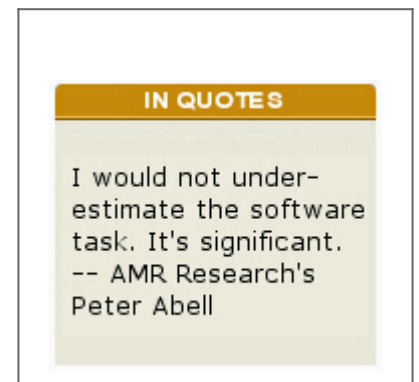 IN QUOTES
I would not under-
estimate the software
task. It's significant.
-- AMR Research's
Peter Abell